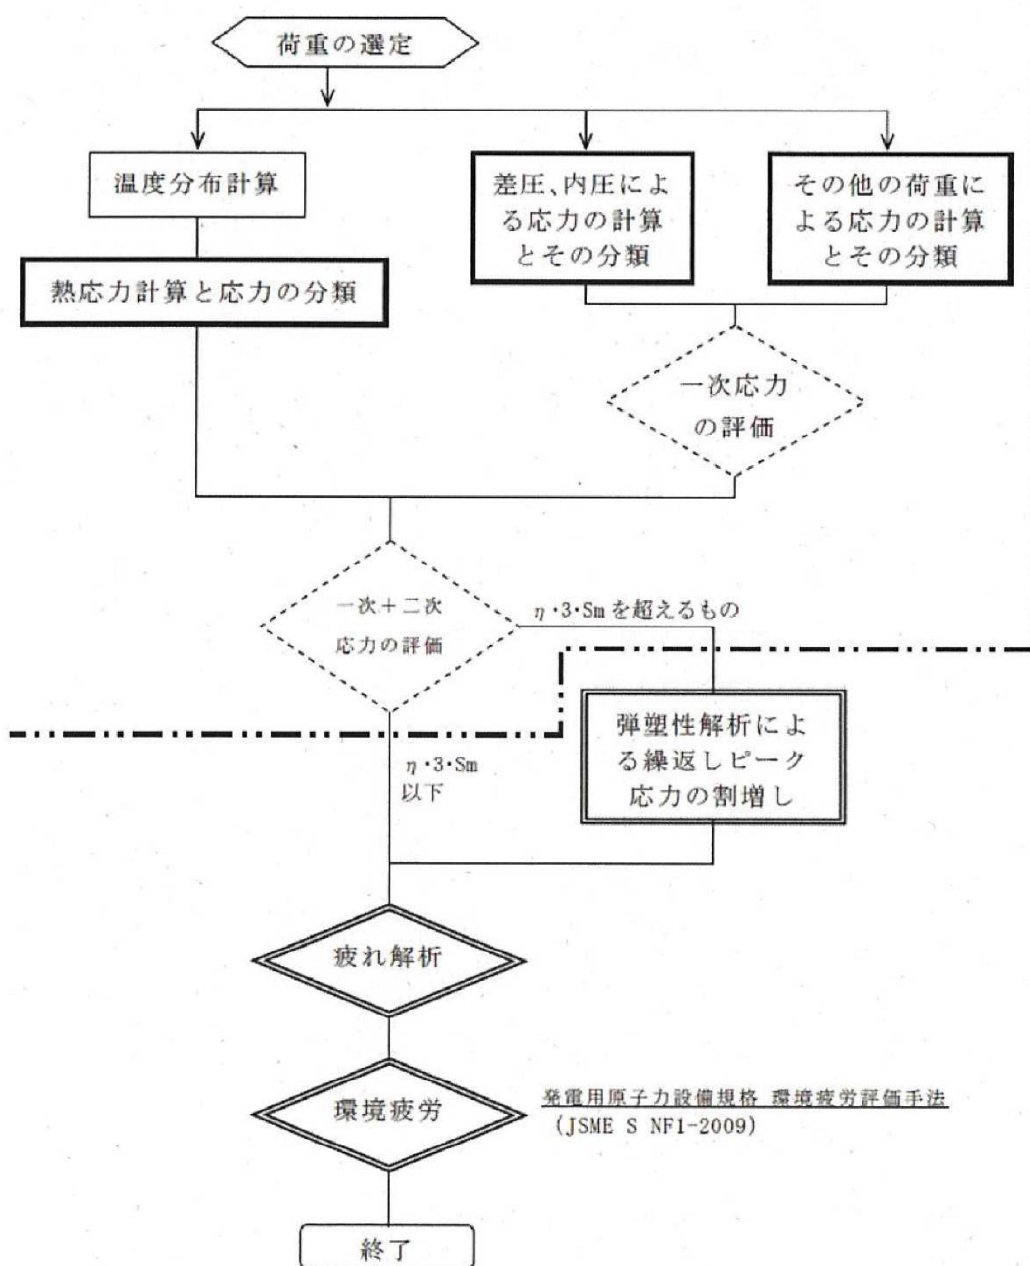 荷重の選定
温度分布計算
差圧、内圧によ
る応力の計算
とその分類
その他の荷重に
よる応力の計算
とその分類
熱応力計算と応力の分類
一次応力
の評価
一次+二次
応力の評価
η・3・Smを超えるもの
η・3・Sm
以下
弾塑性解析によ
る繰返しピーク
応力の割増し
疲れ解析
環境疲労
発電用原子力設備規格 環境疲労評価手法
(JSME S NF1-2009)
終了